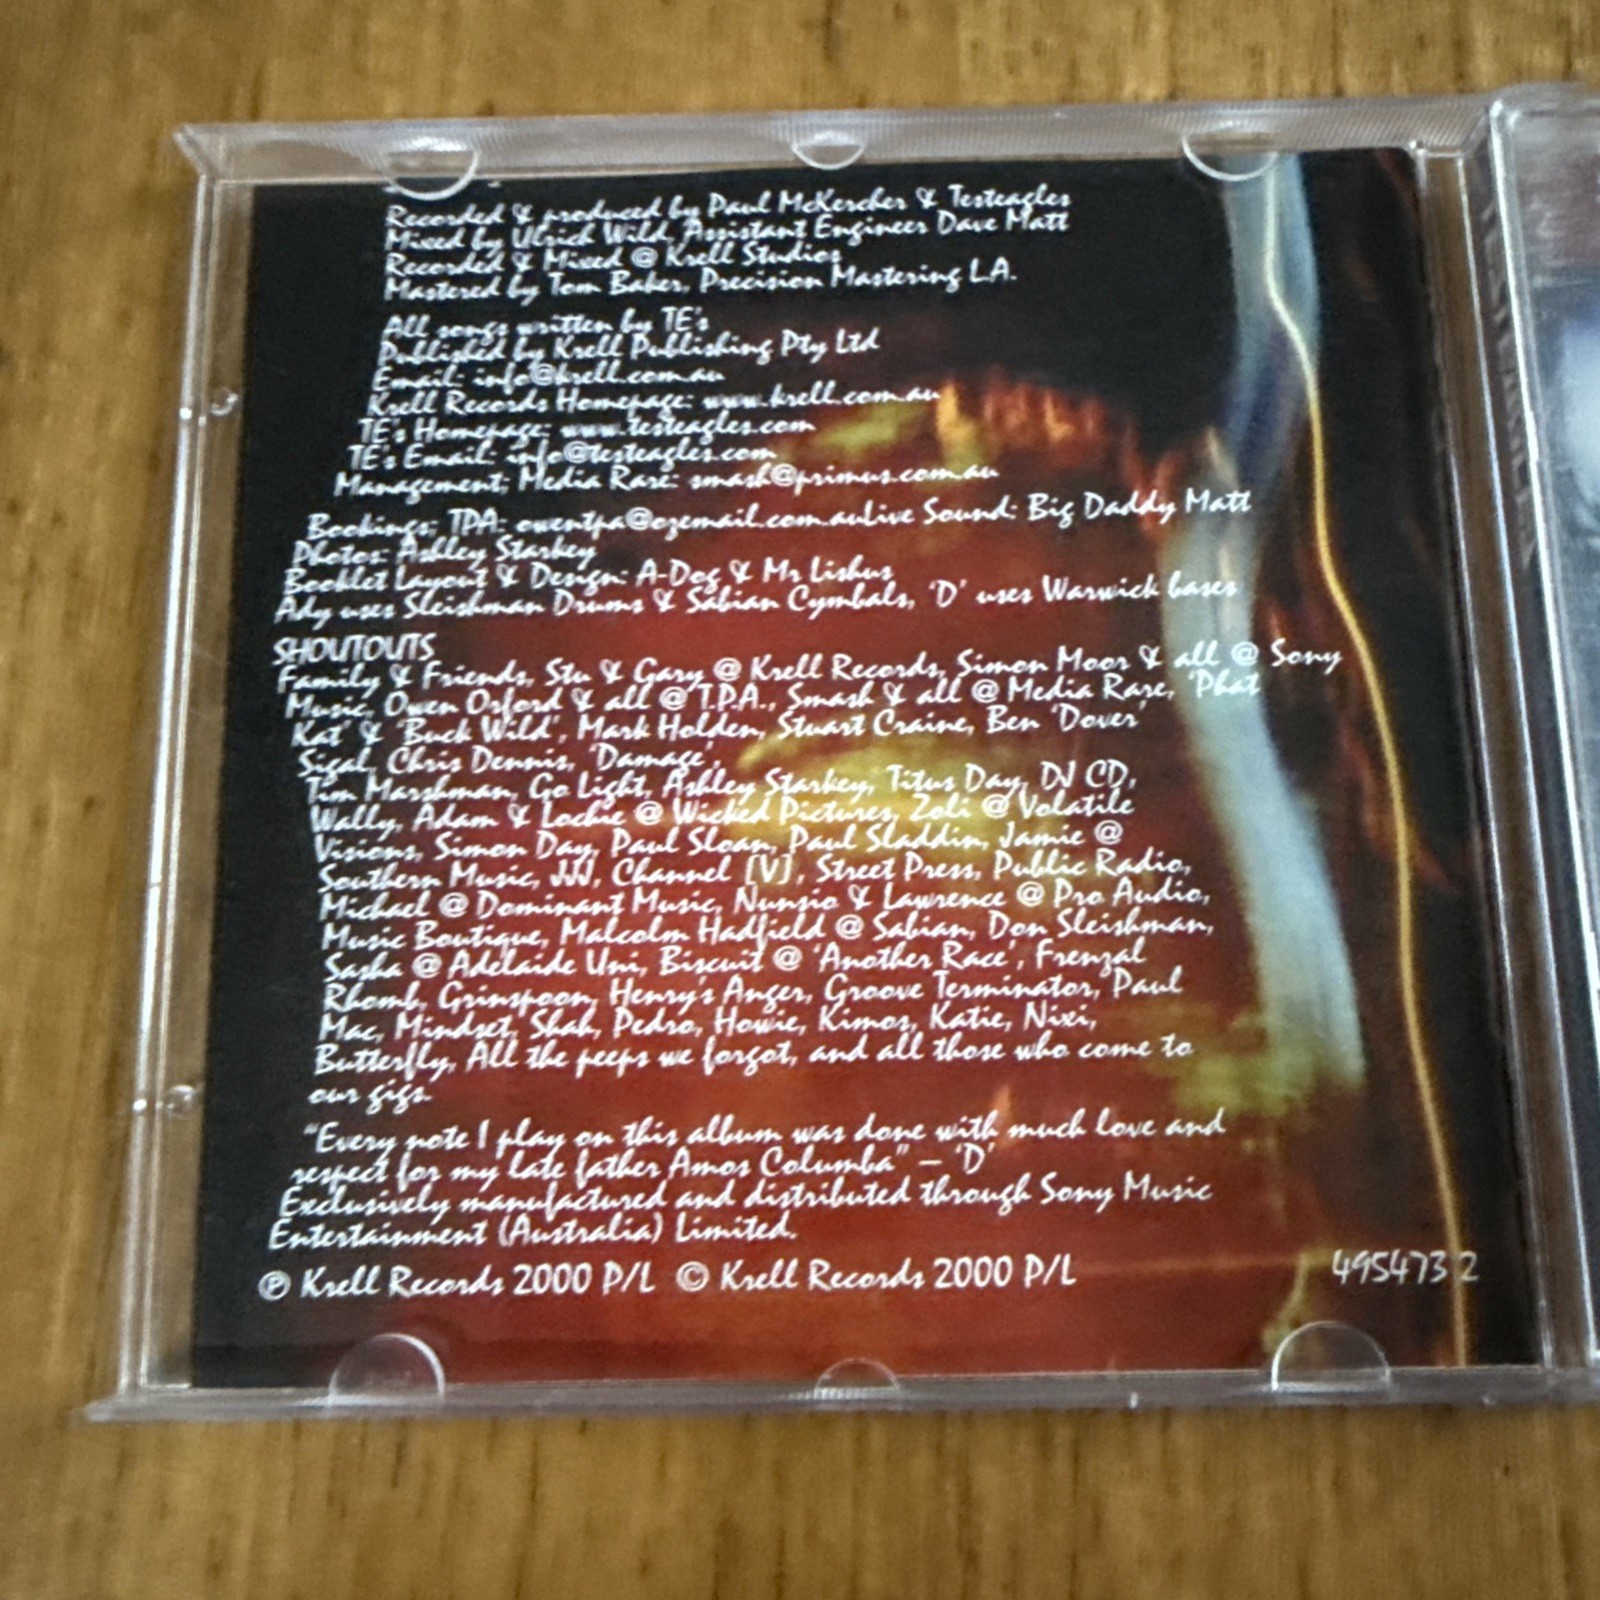 Recorded & produced by Paul McKercher & Testeagles
Mixed by Ulrich Wild, Assistant Engineer Dave Matt
Recorded & Mixed @ Krell Studios
Mastered by Tom Baker, Precision Mastering L.A.
All songs written by TE's
Published by Krell Publishing Pty Ltd
Email: info@krell.com.au
Krell Records Homepage: www.krell.com.au
TE's Homepage: www.testeagles.com
TE's Email: info@testeagles.com
Management; Media Rare: smash@primus.com.au
Bookings; TPA: owentpa@ozemail.com.auLive Sound: Big Daddy Matt
Photos: Ashley Starkey
Booklet Layout & Design: A-Dog & Mr Lishus
Ady uses Sleishman Drums & Sabian Cymbals, 'D' uses Warwick bases
SHOUTOUTS
Family & Friends, Stu & Gary @ Krell Records, Simon Moor & all @ Sony
Music, Owen Orford & all @ T.P.A., Smash & all @ Media Rare, 'Phat
Kat' & 'Buck Wild', Mark Holden, Stuart Craine, Ben 'Dover'
Sigal, Chris Dennis, 'Damage',
Tim Marshman, Go Light, Ashley Starkey, Titus Day, DJ CD,
Wally, Adam & Lochie @ Wicked Pictures, Zoli @ Volatile
Visions, Simon Day, Paul Sloan, Paul Sladdin, Jamie @
Southern Music, JJJ, Channel [V], Street Press, Public Radio,
Michael @ Dominant Music, Nunzio & Lawrence @ Pro Audio,
Music Boutique, Malcolm Hadfield @ Sabian, Don Sleishman,
Sasha @ Adelaide Uni, Biscuit @ 'Another Race', Frenzal
Rhomb, Grinspoon, Henry's Anger, Groove Terminator, Paul
Mac, Mindset, Shah, Pedro, Howie, Kimos, Katie, Nixi,
Butterfly, All the peeps we forgot, and all those who come to
our gigs.
"Every note I play on this album was done with much love and
respect for my late father Amos Columba" – 'D'
Exclusively manufactured and distributed through Sony Music
Entertainment (Australia) Limited.
℗ Krell Records 2000 P/L © Krell Records 2000 P/L
495473 2